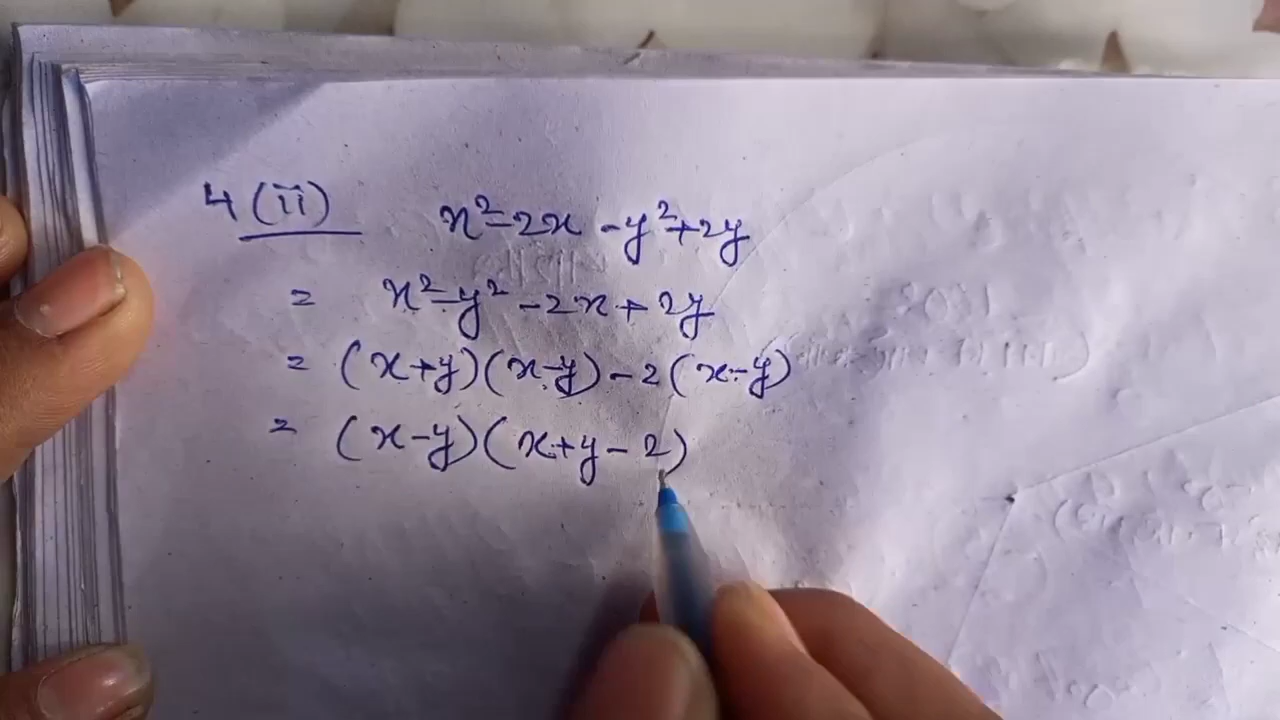 4 (ii) x² - 2x - y² + 2y
= x² - y² - 2x + 2y
= (x+y)(x-y) - 2(x-y)
= (x-y)(x+y-2)